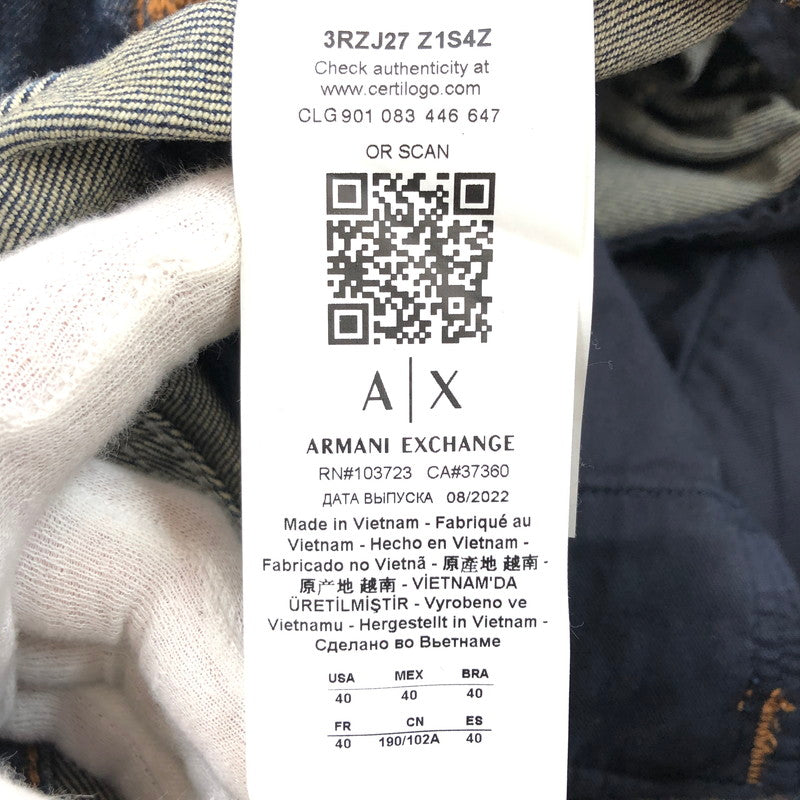 3RZJ27 Z1S4Z
Check authenticity at
www.certilogo.com
CLG 901 083 446 647
OR SCAN
A|X
ARMANI EXCHANGE
RN#103723 CA#37360
ДАТА ВЫПУСКА 08/2022
Made in Vietnam - Fabriqué au
Vietnam - Hecho en Vietnam -
Fabricado no Vietnã - 原產地 越南 -
原产地 越南 - VİETNAM'DA
ÜRETİLMİŞTİR - Vyrobeno ve
Vietnamu - Hergestellt in Vietnam -
Сделано во Вьетнаме
USA MEX BRA
40 40 40
FR CN ES
40 190/102A 40